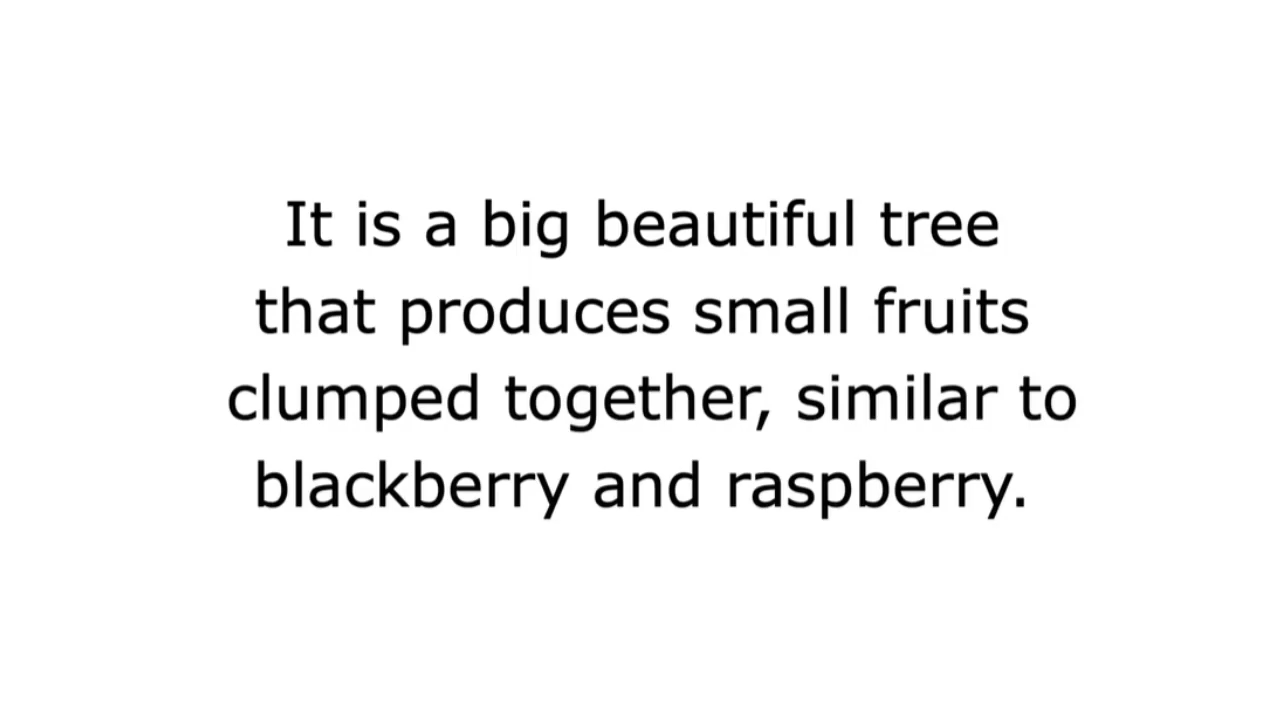 It is a big beautiful tree
that produces small fruits
clumped together, similar to
blackberry and raspberry.